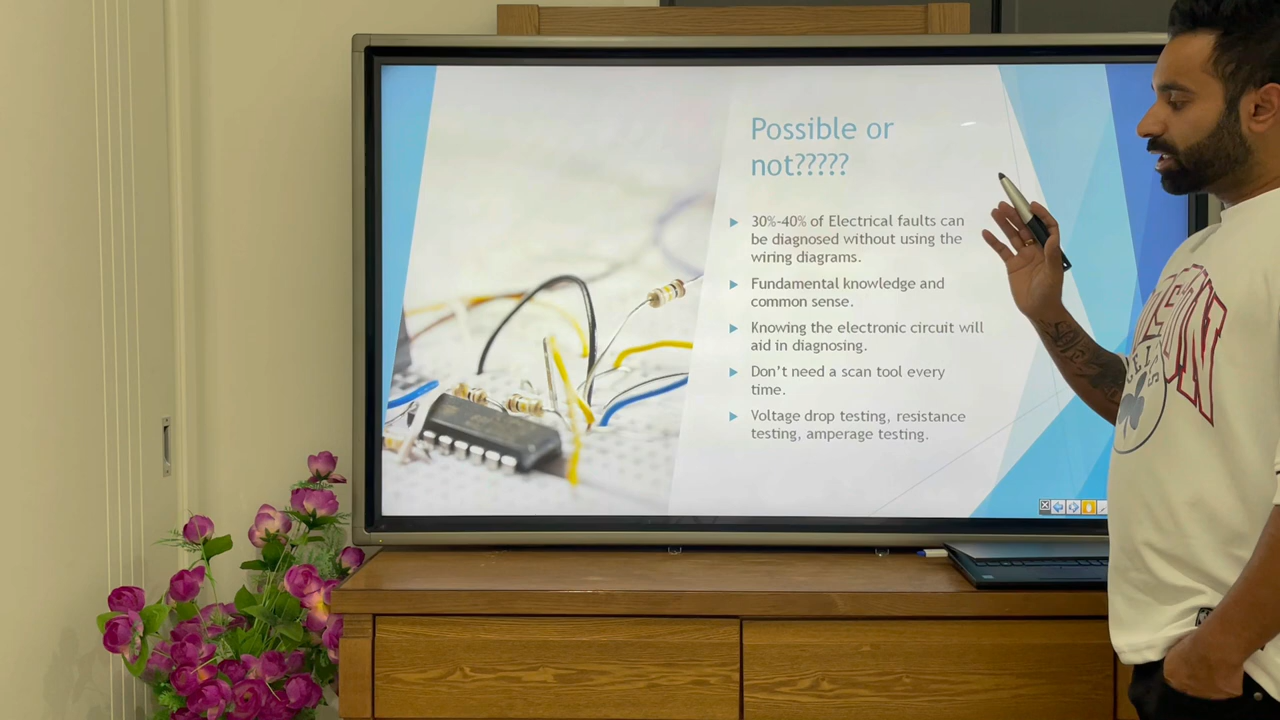 Possible or
not?????
30%-40% of Electrical faults can
be diagnosed without using the
wiring diagrams.
Fundamental knowledge and
common sense.
Knowing the electronic circuit will
aid in diagnosing.
Don't need a scan tool every
time.
Voltage drop testing, resistance
testing, amperage testing.